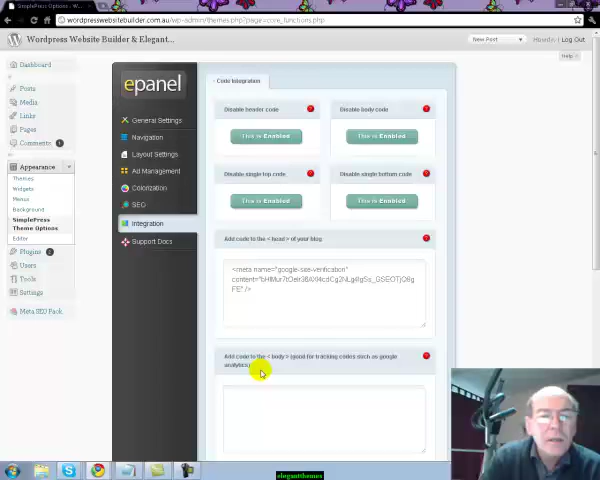 SimplePress Options ‹ W...
wordpresswebsitebuilder.com.au/wp-admin/themes.php?page=core_functions.php
Wordpress Website Builder & Elegant...
New Post
Log Out
Help
Dashboard
Posts
Media
Links
Pages
Comments 1
Appearance
Themes
Widgets
Menus
Background
SimplePress
Theme Options
Editor
Plugins 2
Users
Tools
Settings
Meta SEO Pack
epanel
General Settings
Navigation
Layout Settings
Ad Management
Colorization
SEO
Integration
Support Docs
Code Integration
Disable header code
Disable body code
This is Enabled
This is Enabled
Disable single top code
Disable single bottom code
This is Enabled
This is Enabled
Add code to the < head > of your blog
<meta name="google-site-verification"
Add code to the < body > (good for tracking codes such as google
analytics)
elegantthemes